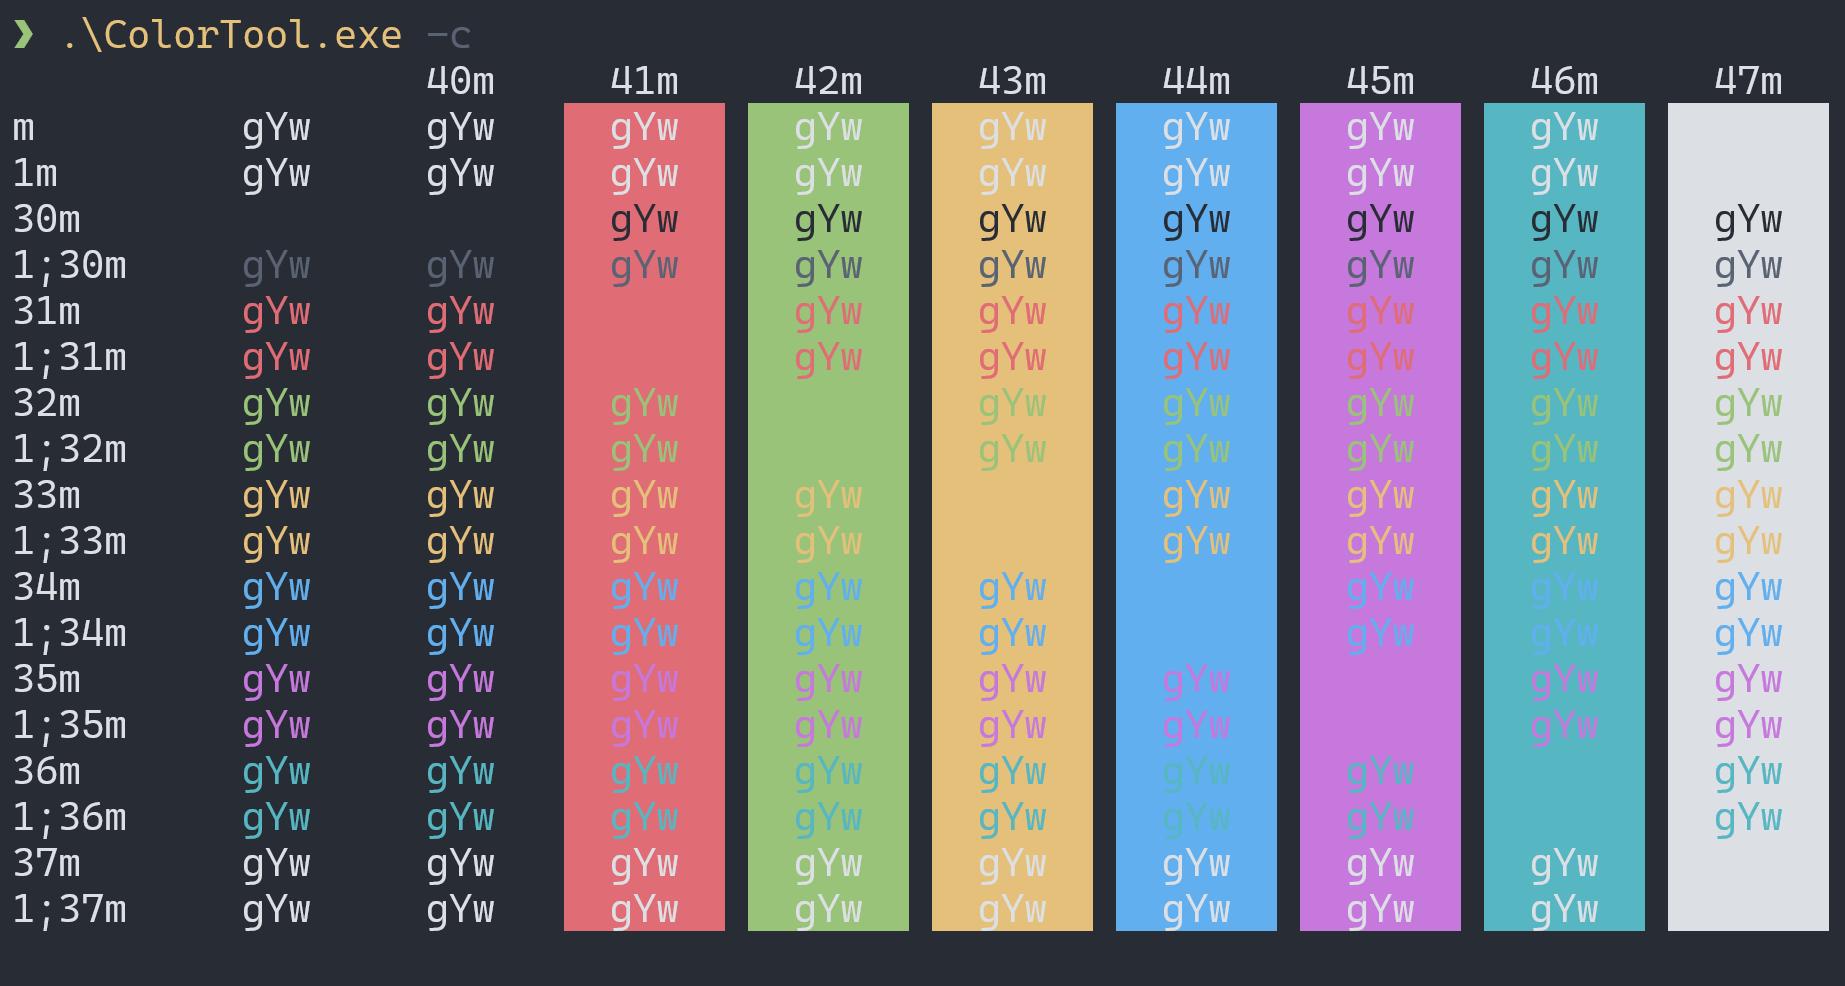 ❯ .\ColorTool.exe -c
40m 41m 42m 43m 44m 45m 46m 47m
m gYw gYw gYw gYw gYw gYw gYw gYw
1m gYw gYw gYw gYw gYw gYw gYw gYw
30m gYw gYw gYw gYw gYw gYw gYw
1;30m gYw gYw gYw gYw gYw gYw gYw gYw gYw
31m gYw gYw gYw gYw gYw gYw gYw gYw
1;31m gYw gYw gYw gYw gYw gYw gYw gYw
32m gYw gYw gYw gYw gYw gYw gYw gYw
1;32m gYw gYw gYw gYw gYw gYw gYw gYw
33m gYw gYw gYw gYw gYw gYw gYw gYw
1;33m gYw gYw gYw gYw gYw gYw gYw gYw
34m gYw gYw gYw gYw gYw gYw gYw gYw
1;34m gYw gYw gYw gYw gYw gYw gYw gYw
35m gYw gYw gYw gYw gYw gYw gYw gYw
1;35m gYw gYw gYw gYw gYw gYw gYw gYw
36m gYw gYw gYw gYw gYw gYw gYw gYw
1;36m gYw gYw gYw gYw gYw gYw gYw gYw
37m gYw gYw gYw gYw gYw gYw gYw gYw
1;37m gYw gYw gYw gYw gYw gYw gYw gYw